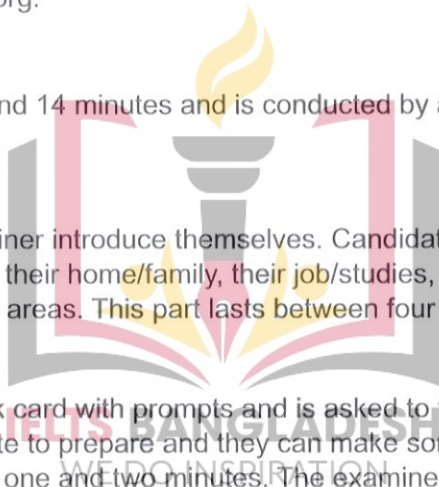 org.
nd 14 minutes and is conducted by a
iner introduce themselves. Candidat
their home/family, their job/studies,
areas. This part lasts between four
k card with prompts and is asked to
IELTS BANGLADESH
te to prepare and they can make so
WE DO INSPIRATION
one and two minutes. The examine